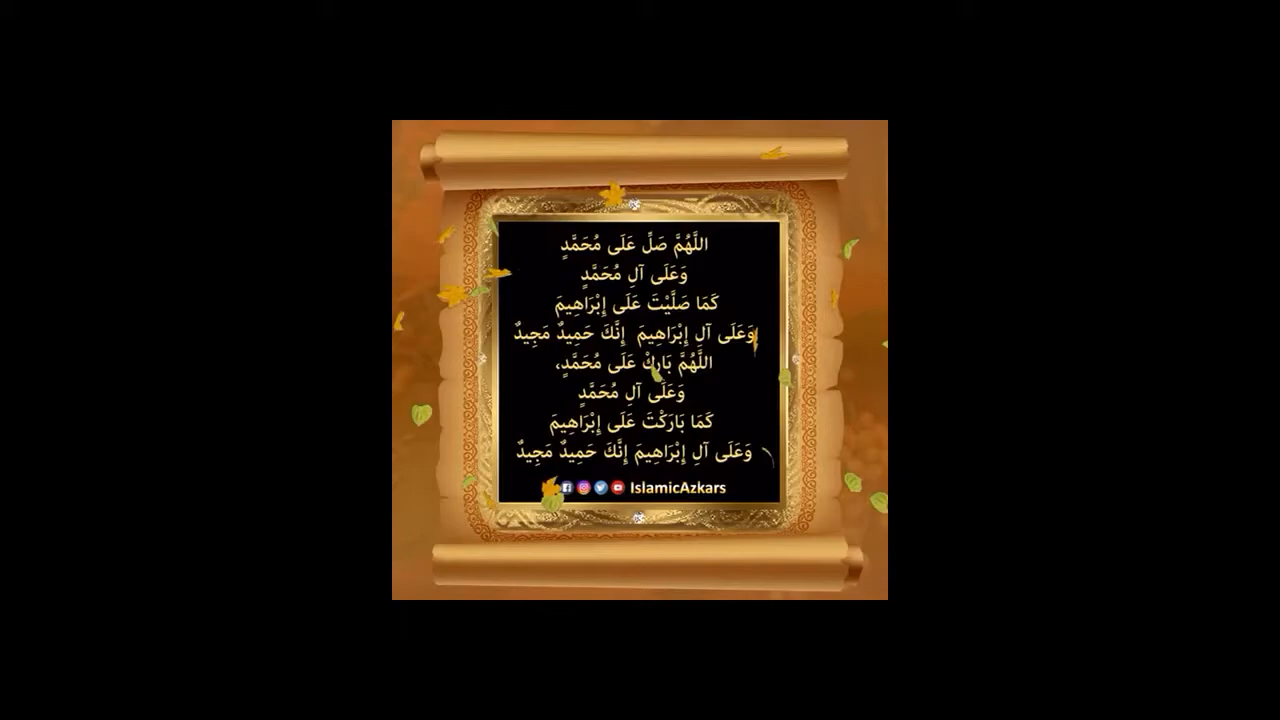 اللَّهُمَّ صَلِّ عَلَى مُحَمَّدٍ
وَعَلَى آلِ مُحَمَّدٍ
كَمَا صَلَّيْتَ عَلَى إِبْرَاهِيمَ
وَعَلَى آلِ إِبْرَاهِيمَ إِنَّكَ حَمِيدٌ مَجِيدٌ
اللَّهُمَّ بَارِكْ عَلَى مُحَمَّدٍ،
وَعَلَى آلِ مُحَمَّدٍ
كَمَا بَارَكْتَ عَلَى إِبْرَاهِيمَ
وَعَلَى آلِ إِبْرَاهِيمَ إِنَّكَ حَمِيدٌ مَجِيدٌ
IslamicAzkars